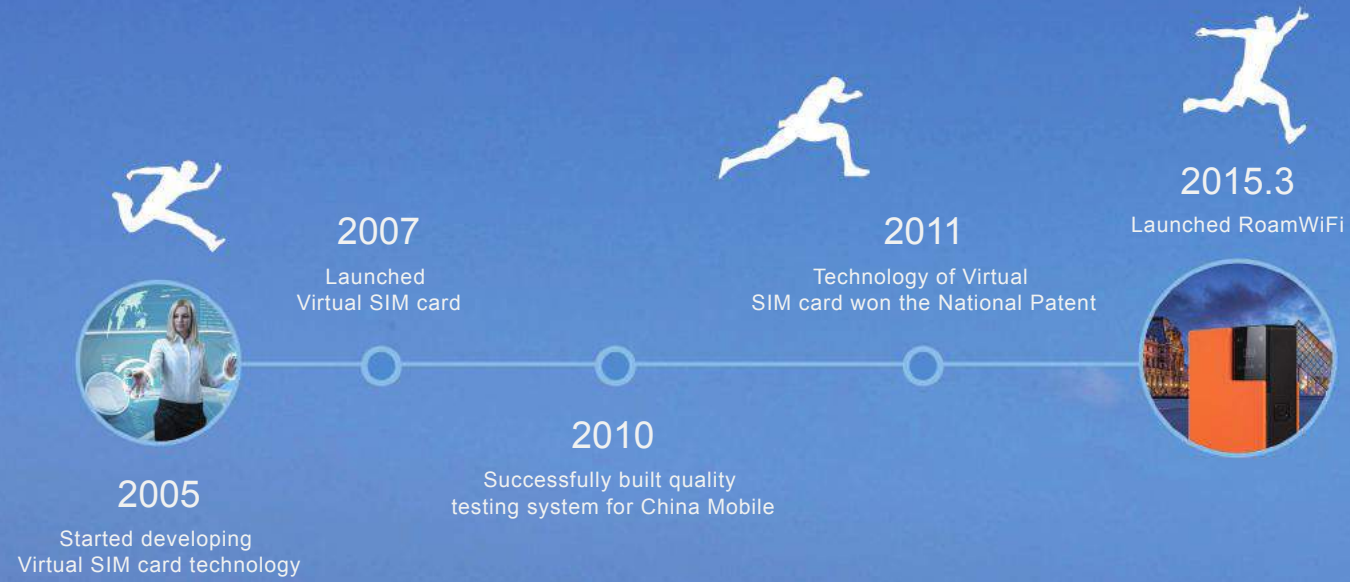 2005
Started developing
Virtual SIM card technology
2007
Launched
Virtual SIM card
2010
Successfully built quality
testing system for China Mobile
2011
Technology of Virtual
SIM card won the National Patent
2015.3
Launched RoamWiFi